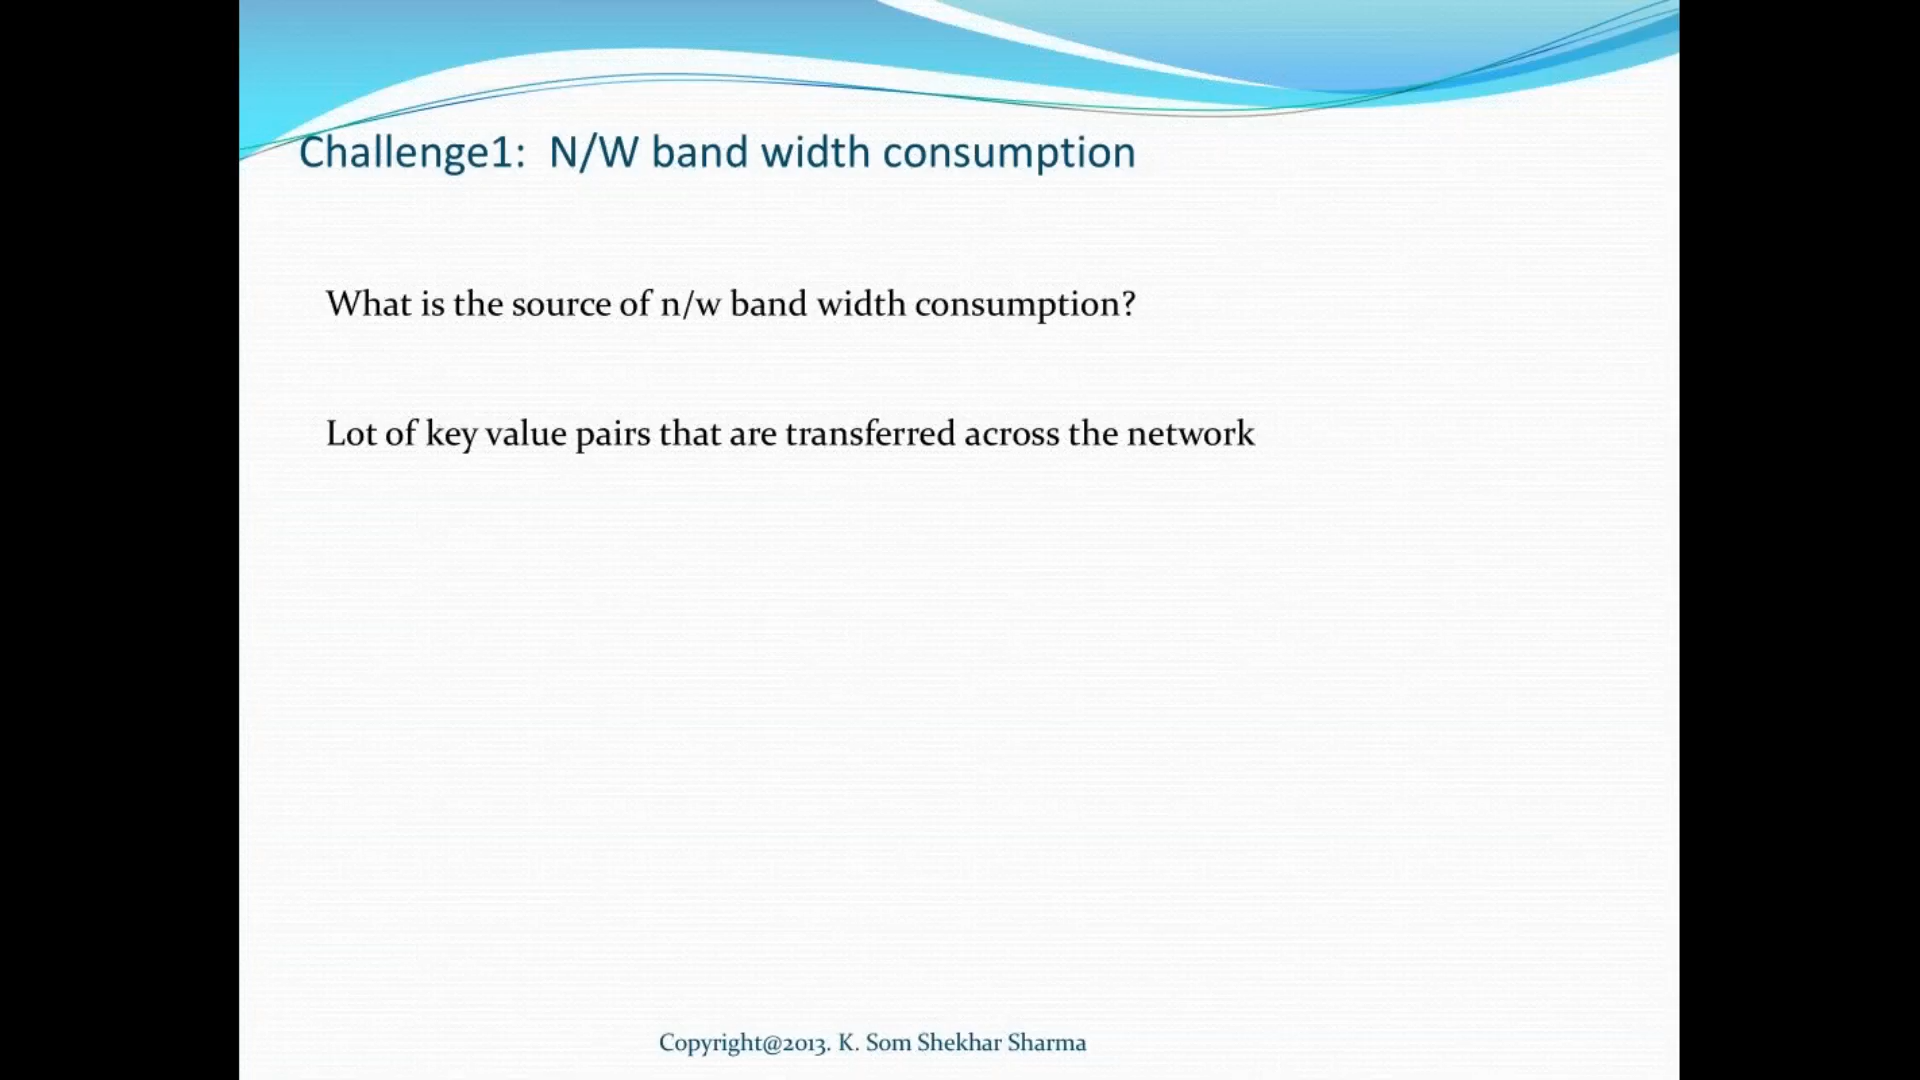 Challenge1: N/W band width consumption
What is the source of n/w band width consumption?
Lot of key value pairs that are transferred across the network
Copyright@2013. K. Som Shekhar Sharma